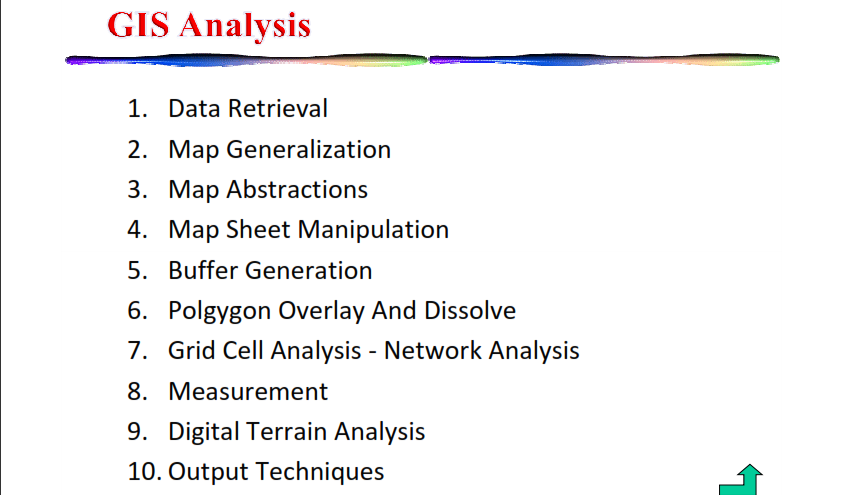 GIS Analysis
1. Data Retrieval
2. Map Generalization
3. Map Abstractions
4. Map Sheet Manipulation
5. Buffer Generation
6. Polgygon Overlay And Dissolve
7. Grid Cell Analysis - Network Analysis
8. Measurement
9. Digital Terrain Analysis
10. Output Techniques